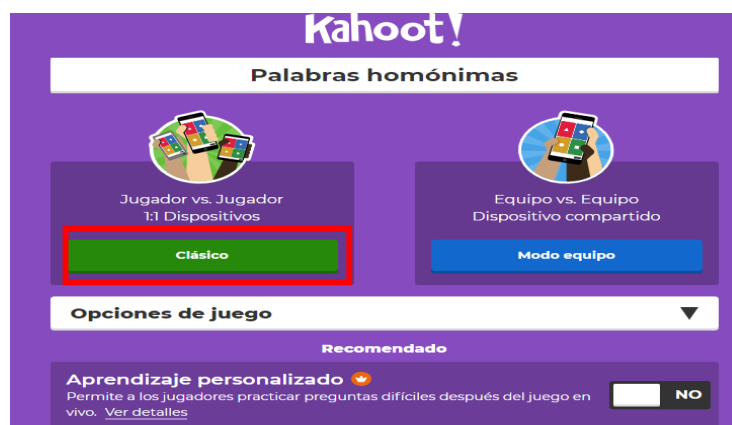 Kahoot!
Palabras homónimas
Jugador vs. Jugador
1:1 Dispositivos
Clásico
Equipo vs. Equipo
Dispositivo compartido
Modo equipo
Opciones de juego
Recomendado
Aprendizaje personalizado
Permite a los jugadores practicar preguntas difíciles después del juego en
vivo. Ver detalles
NO